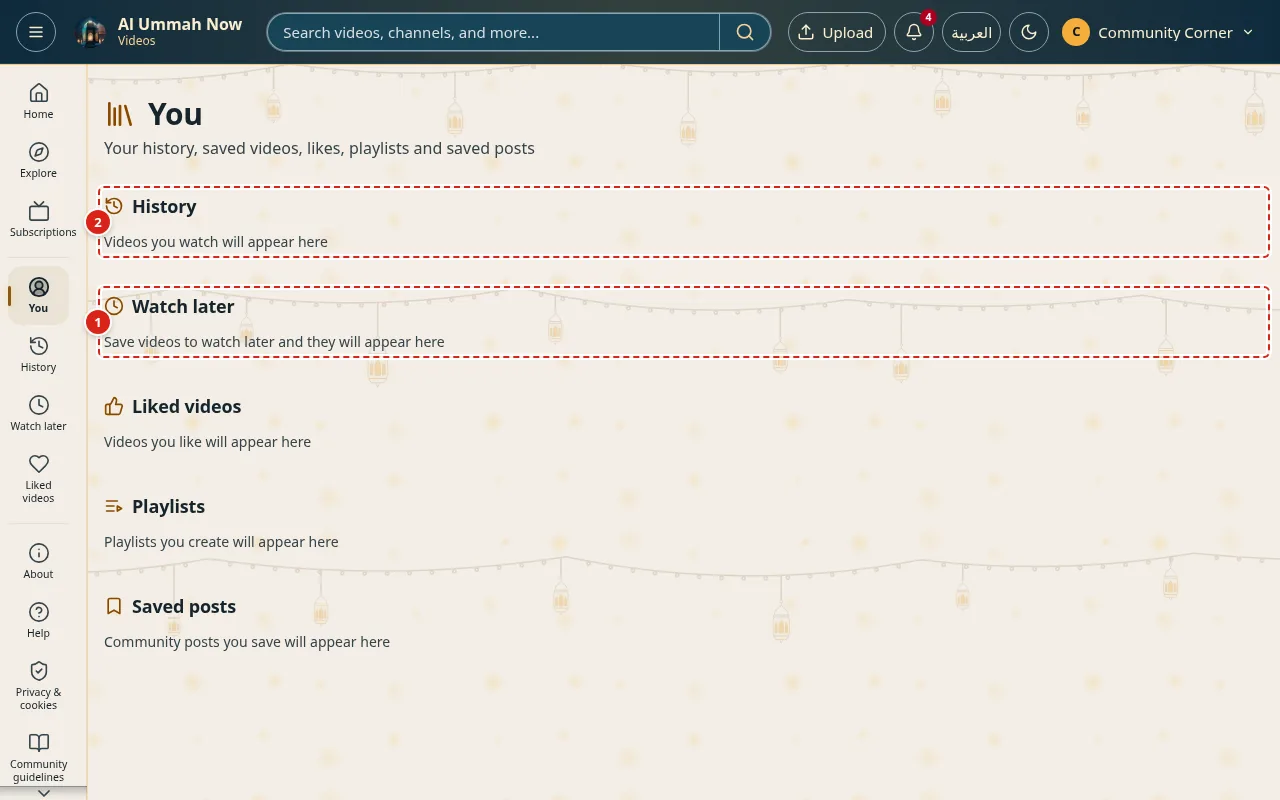 Al Ummah Now
Videos
Search videos, channels, and more...
Upload
4
العربية
C
Community Corner
Home
Explore
Subscriptions
You
History
Watch later
Liked
videos
About
Help
Privacy &
cookies
Community
guidelines
You
Your history, saved videos, likes, playlists and saved posts
2
History
Videos you watch will appear here
1
Watch later
Save videos to watch later and they will appear here
Liked videos
Videos you like will appear here
Playlists
Playlists you create will appear here
Saved posts
Community posts you save will appear here